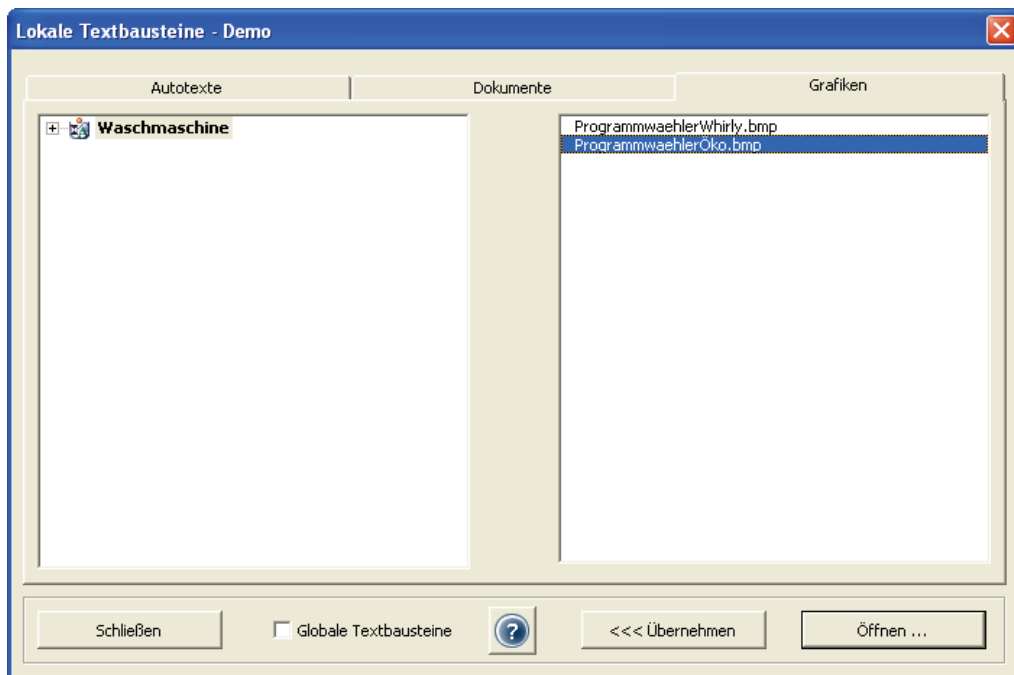 Lokale Textbausteine - Demo
Autotexte
Dokumente
Grafiken
Waschmaschine
ProgrammwaehlerWhirly.bmp
ProgrammwaehlerÖko.bmp
Schließen
Globale Textbausteine
?
<<< Übernehmen
Öffnen ...